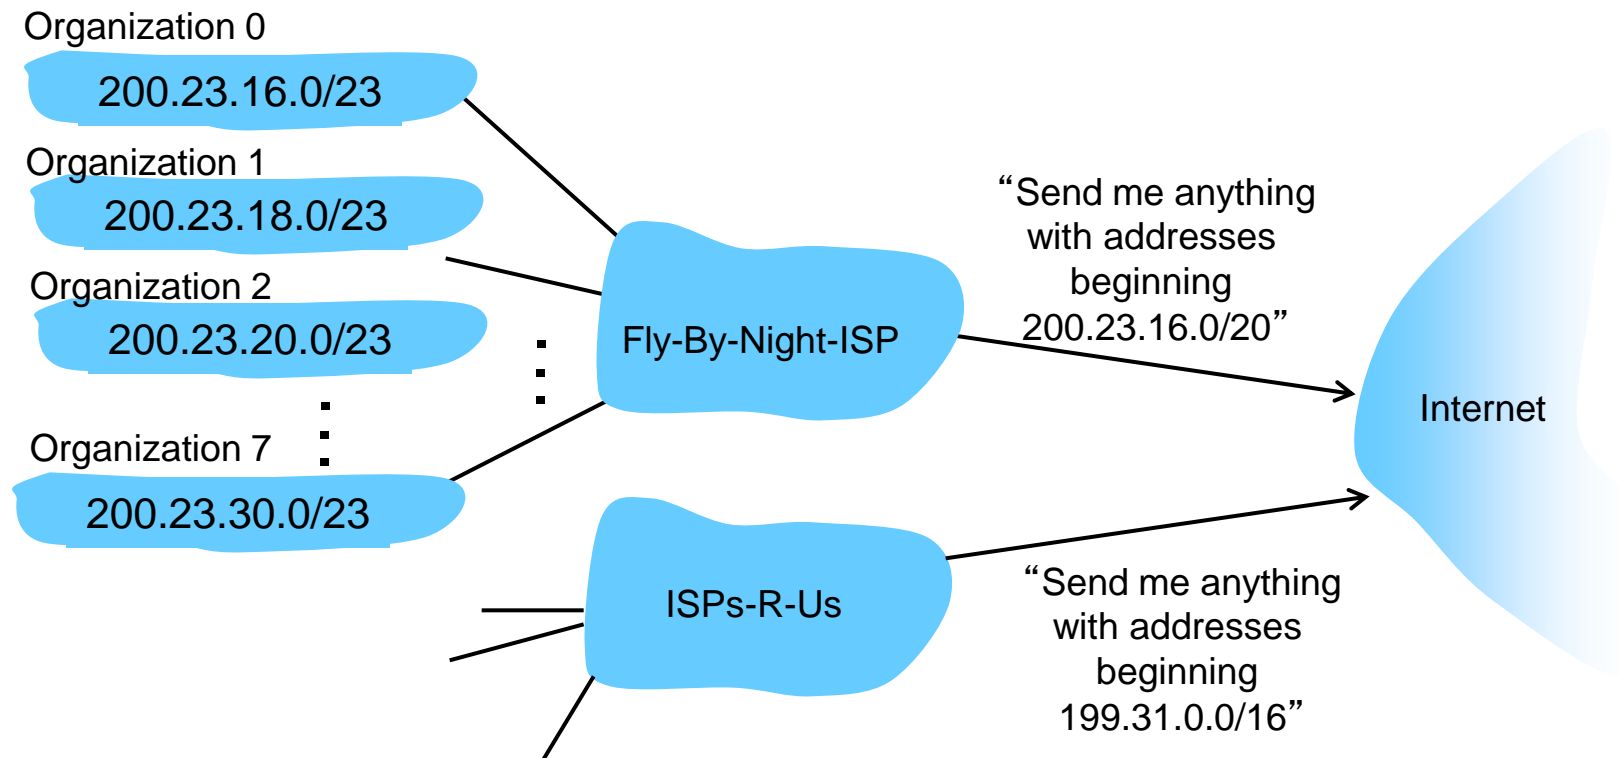 Organization 0
200.23.16.0/23
Organization 1
200.23.18.0/23
Organization 2
200.23.20.0/23
Organization 7
200.23.30.0/23
Fly-By-Night-ISP
“Send me anything
with addresses
beginning
200.23.16.0/20”
Internet
ISPs-R-Us
“Send me anything
with addresses
beginning
199.31.0.0/16”